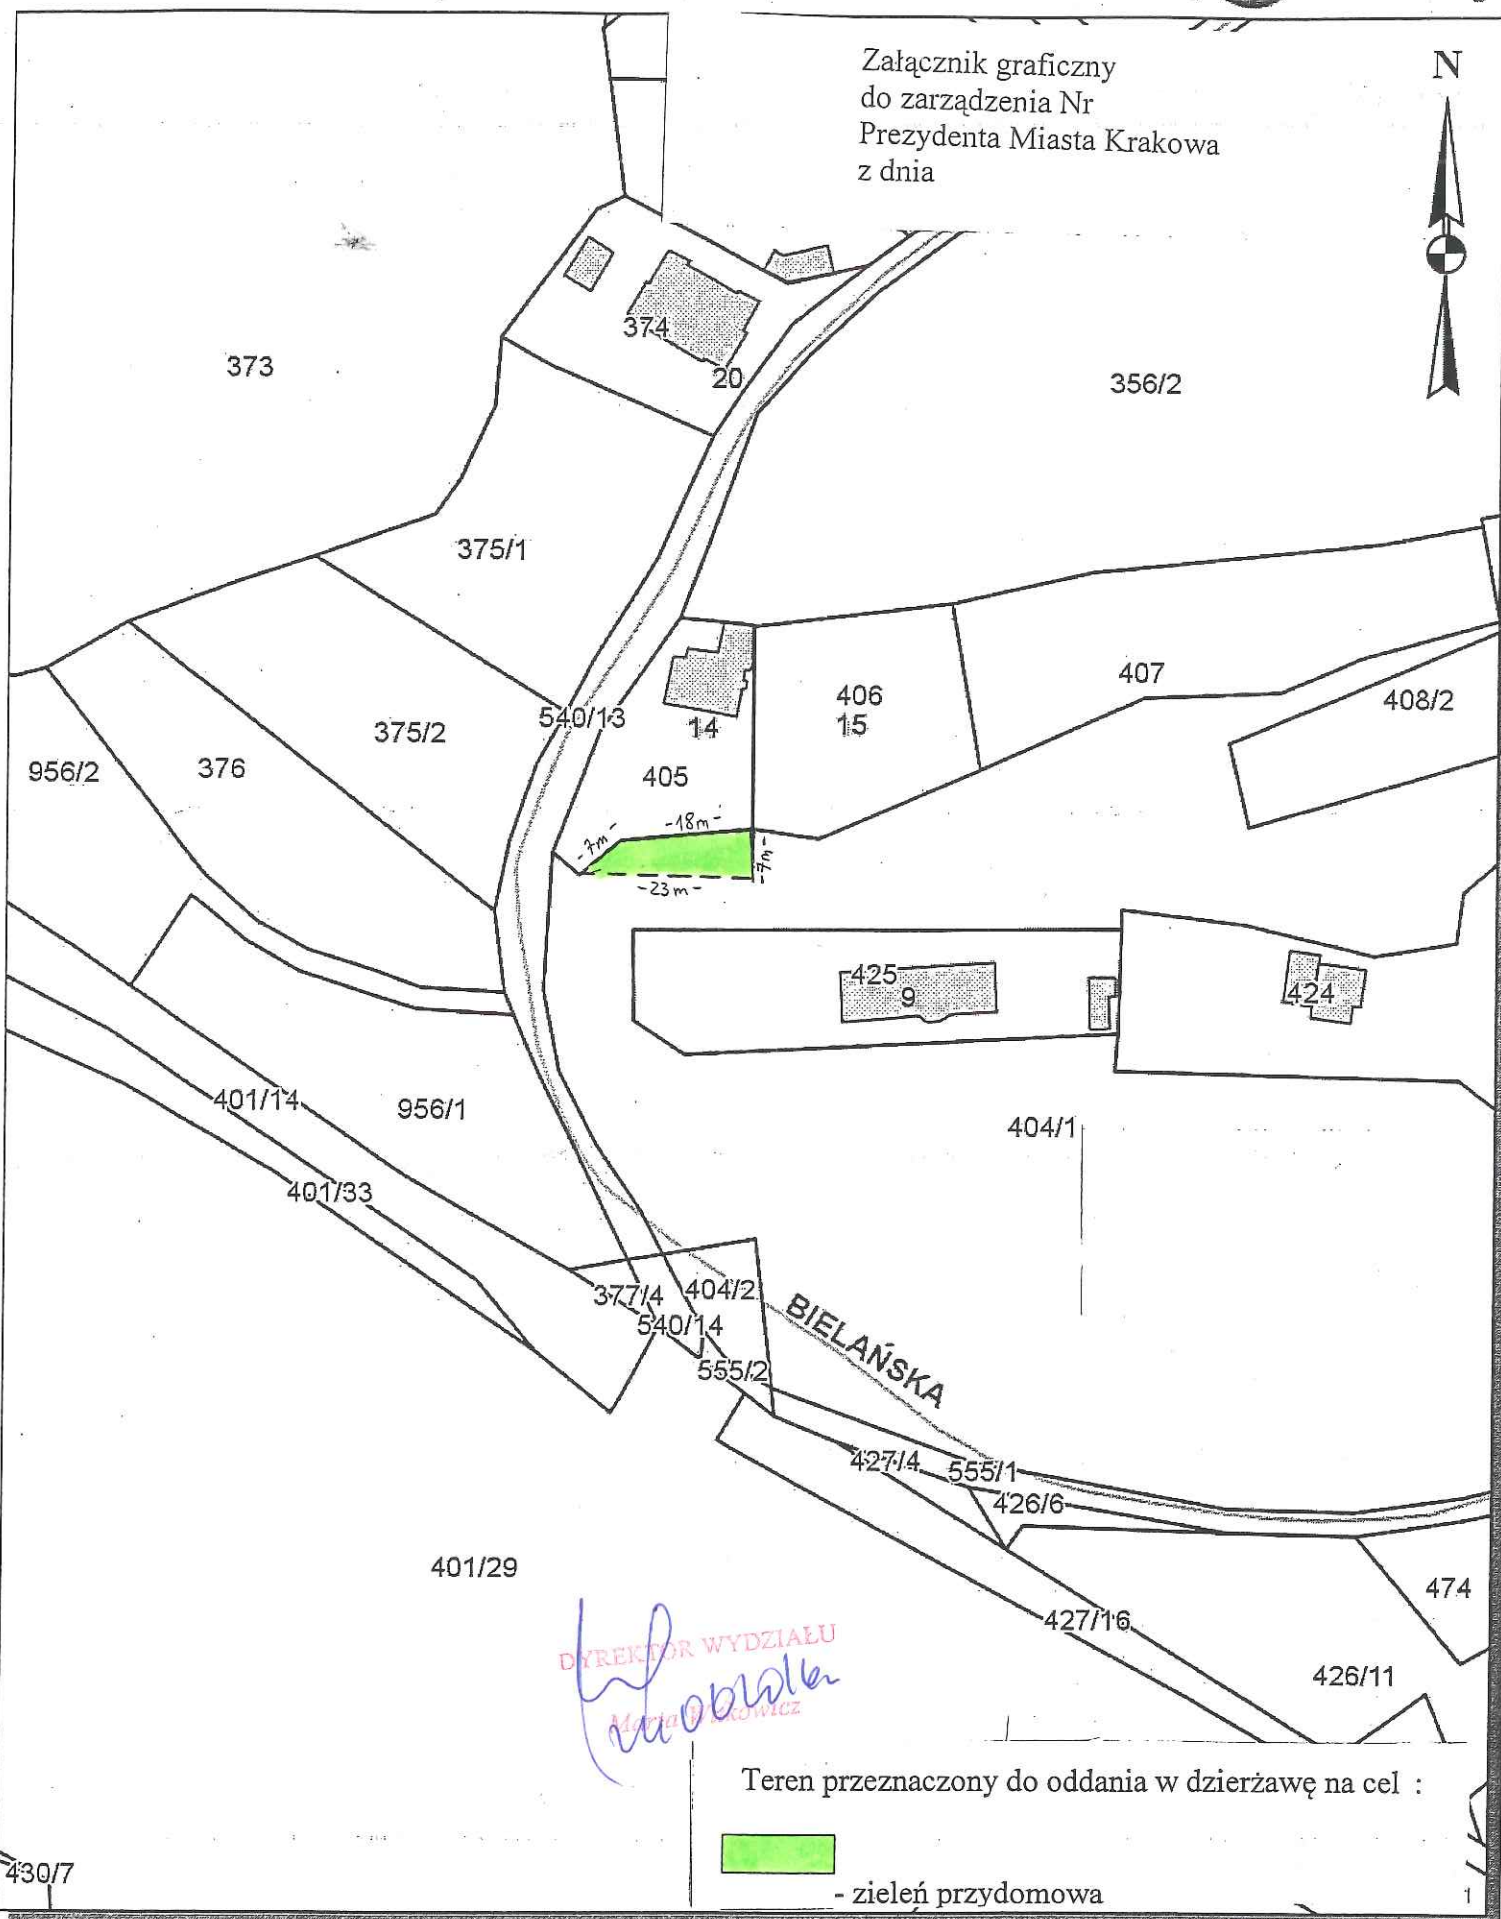 Załącznik graficzny
do zarządzenia Nr
Prezydenta Miasta Krakowa
z dnia
N
374
20
373
356/2
375/1
407
406
15
408/2
540/13
14
375/2
956/2
376
405
-18m-
-7m-
-7m-
-23m-
425
9
424
401/14
956/1
404/1
401/33
377/4
404/2
540/14
BIELAŃSKA
555/2
427/4
555/1
426/6
401/29
474
427/16
426/11
DYREKTOR WYDZIAŁU
Teren przeznaczony do oddania w dzierżawę na cel :
430/7
- zieleń przydomowa
1